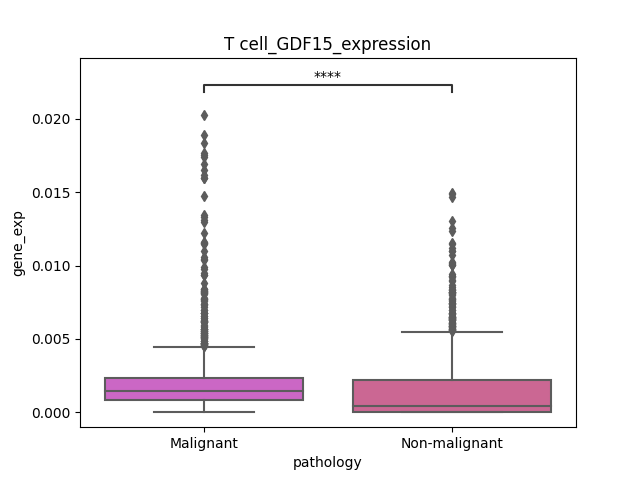 T cell_GDF15_expression
****
0.020
0.015
0.010
0.005
0.000
gene_exp
Malignant
Non-malignant
pathology